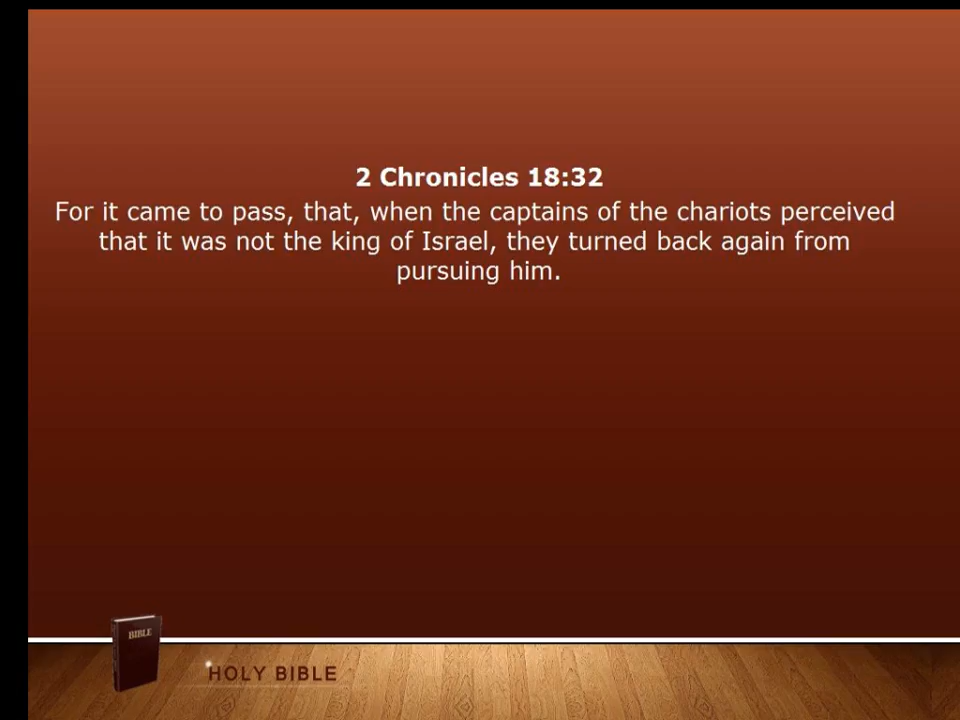 2 Chronicles 18:32
For it came to pass, that, when the captains of the chariots perceived
that it was not the king of Israel, they turned back again from
pursuing him.
BIBLE
HOLY BIBLE